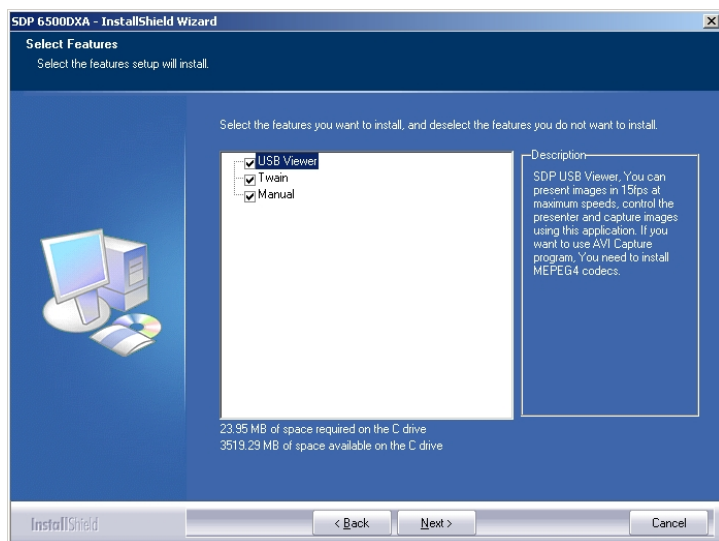 SDP 6500DXA - InstallShield Wizard
Select Features
Select the features setup will install.
Select the features you want to install, and deselect the features you do not want to install.
USB Viewer
Twain
Manual
Description
SDP USB Viewer, You can
present images in 15fps at
maximum speeds, control the
presenter and capture images
using this application. If you
want to use AVI Capture
program, You need to install
MEPEG4 codecs.
23.95 MB of space required on the C drive
3519.29 MB of space available on the C drive
InstallShield
< Back
Next >
Cancel